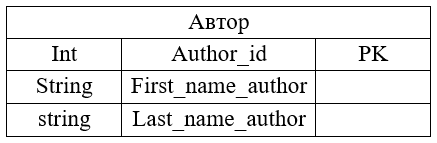 Автор
Int Author_id PK
String First_name_author
string Last_name_author